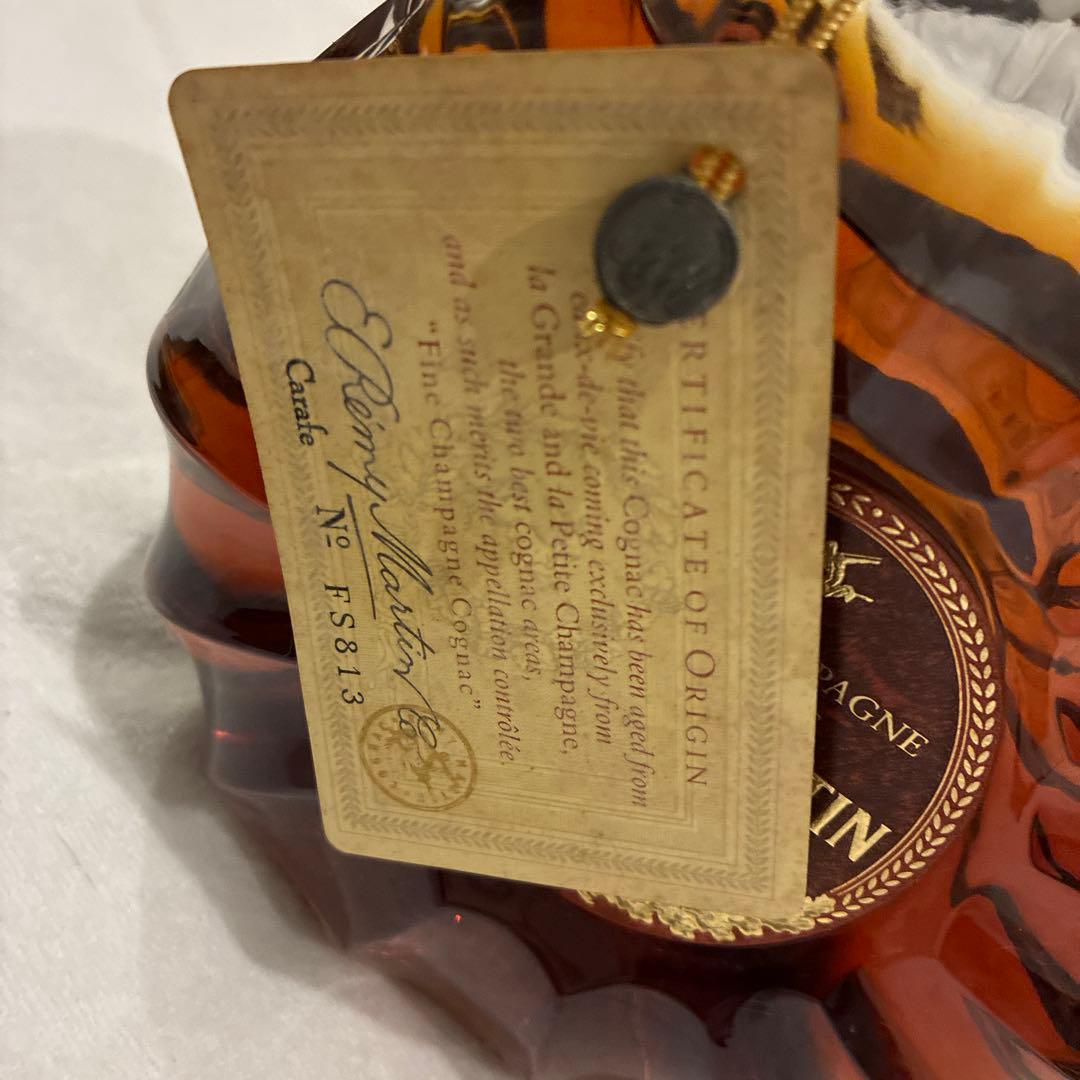 ERTIFICATE OF ORIGIN
that this Cognac has been aged from
eaux-de-vie coming exclusively from
la Grande and la Petite Champagne,
the two best cognac areas,
and as such merits the appellation contrôlée
“Fine Champagne Cognac”,
E. Rémy Martin & Co
Carafe Nº FS813
PAGNE
TIN